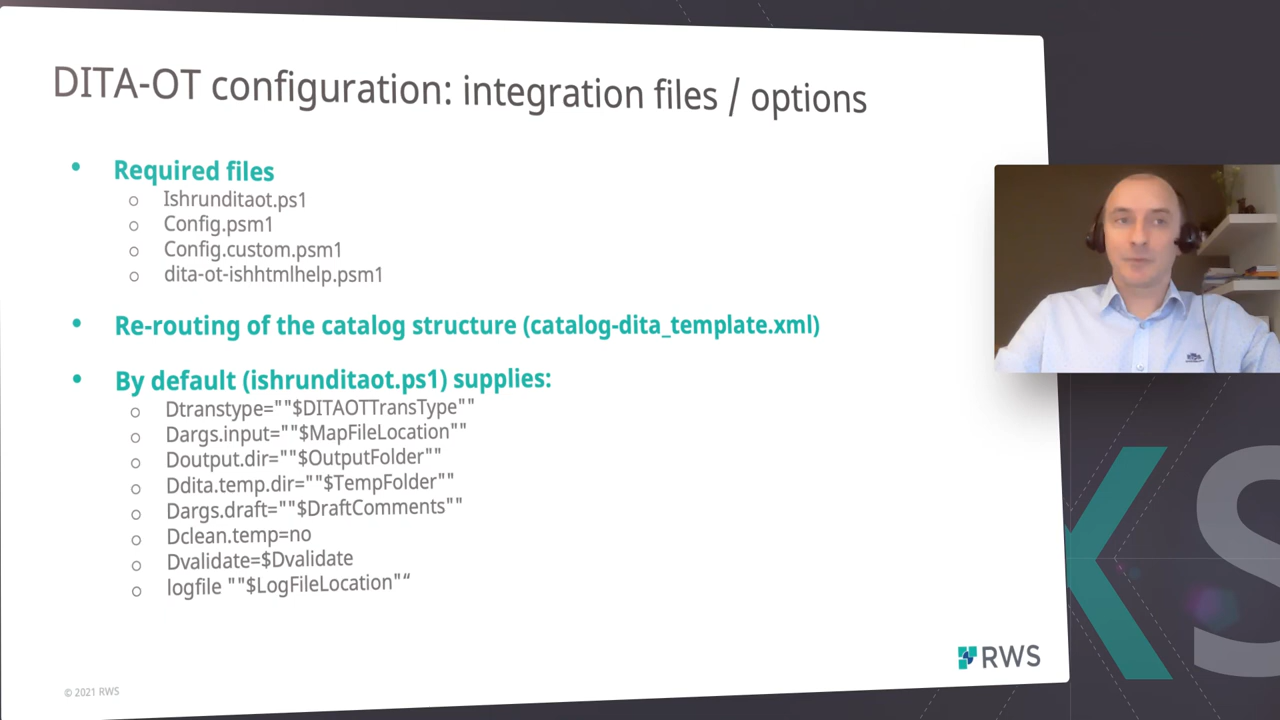 DITA-OT configuration: integration files / options
• Required files
○ Ishrunditaot.ps1
○ Config.psm1
○ Config.custom.psm1
○ dita-ot-ishhtmlhelp.psm1
• Re-routing of the catalog structure (catalog-dita_template.xml)
• By default (ishrunditaot.ps1) supplies:
○ Dtranstype=""$DITAOTTransType""
○ Dargs.input=""$MapFileLocation""
○ Doutput.dir=""$OutputFolder""
○ Ddita.temp.dir=""$TempFolder""
○ Dargs.draft=""$DraftComments""
○ Dclean.temp=no
○ Dvalidate=$Dvalidate
○ logfile ""$LogFileLocation"“
RWS
© 2021 RWS